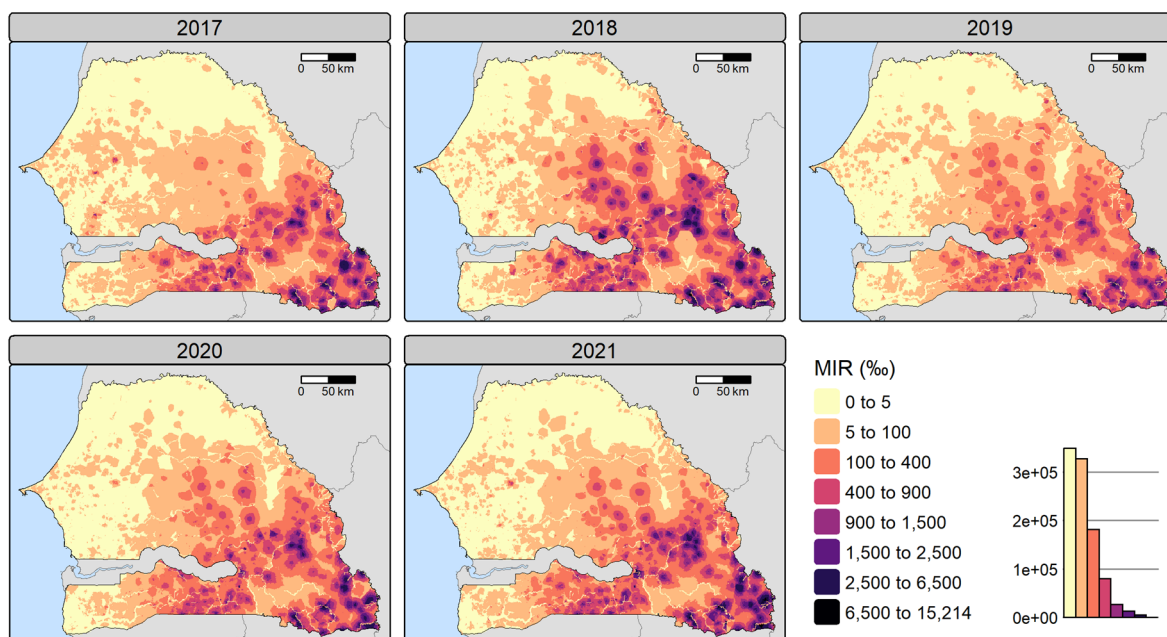 2017
0 50 km
2018
0 50 km
2019
0 50 km
2020
0 50 km
2021
0 50 km
MIR (‰)
0 to 5
5 to 100
100 to 400
400 to 900
900 to 1,500
1,500 to 2,500
2,500 to 6,500
6,500 to 15,214
3e+05
2e+05
1e+05
0e+00